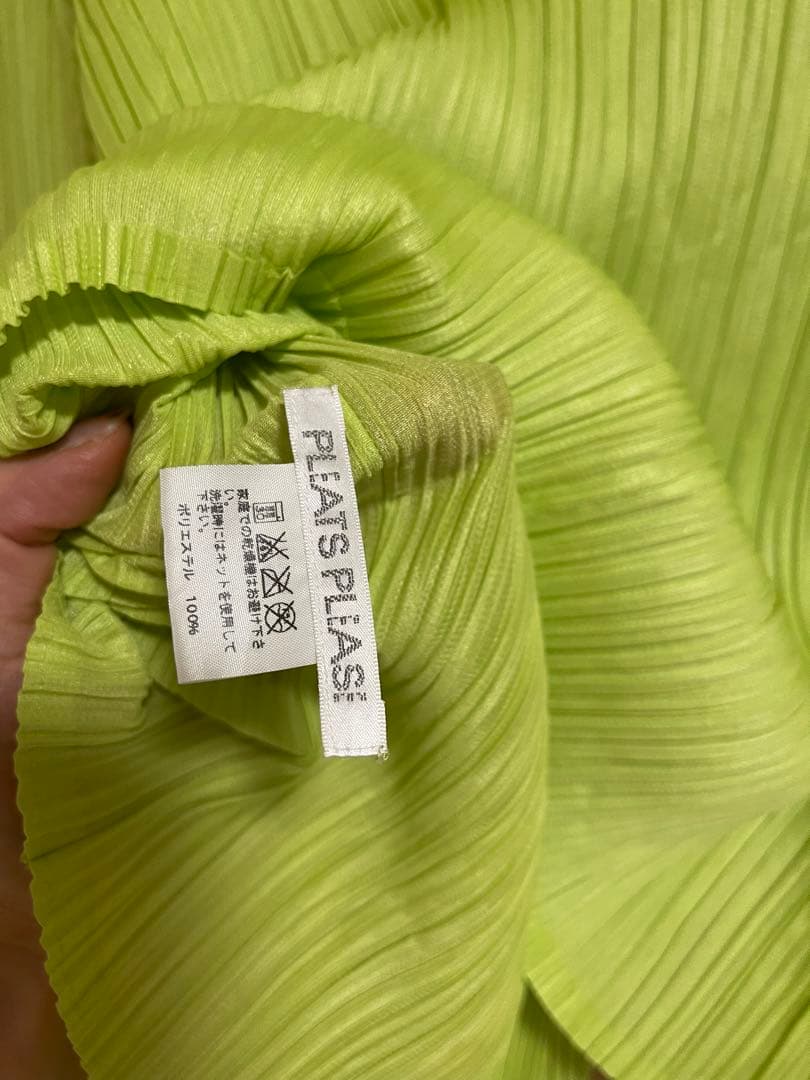 PLEATS PLEASE
30
家庭での乾燥機はお避け下さ
い。
洗濯時にはネットを使用して
下さい。
ポリエステル 100%